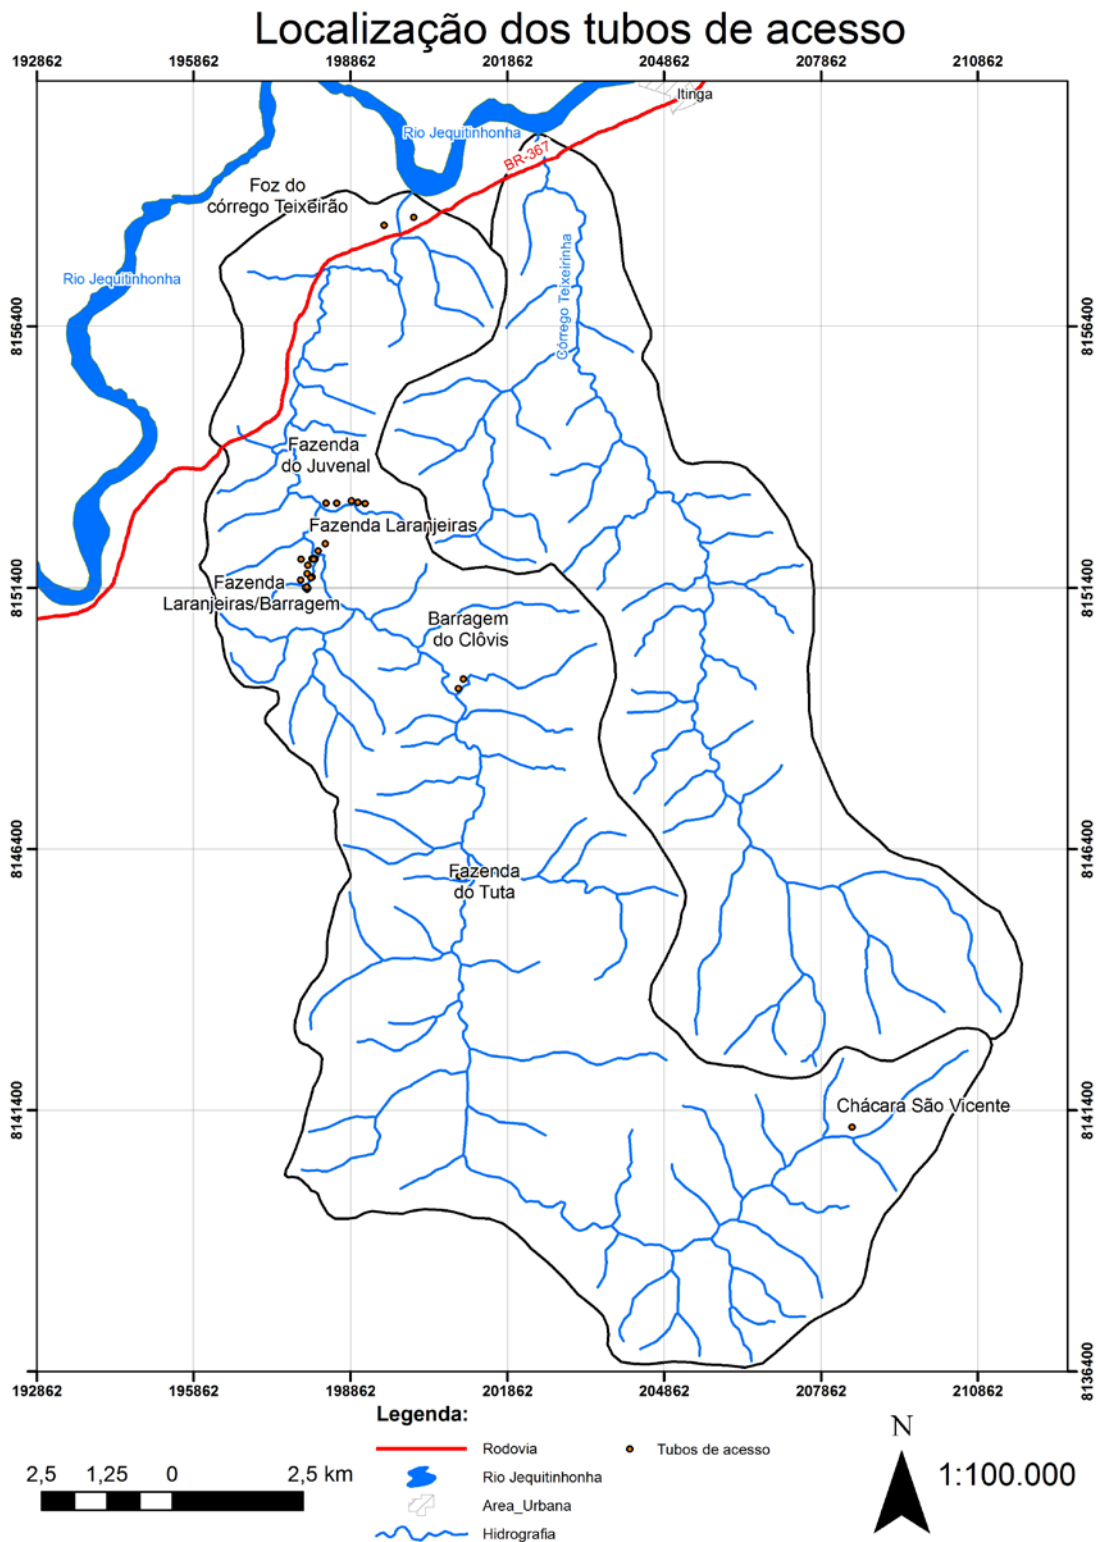 Localização dos tubos de acesso
192862 195862 198862 201862 204862 207862 210862
Itinga
Rio Jequitinhonha
BR-367
Foz do
córrego Teixeirão
Rio Jequitinhonha
Córrego Teixeirinha
8156400 8156400
Fazenda
do Juvenal
Fazenda Laranjeiras
Fazenda
Laranjeiras/Barragem
8151400 8151400
Barragem
do Clôvis
8146400 8146400
Fazenda
do Tuta
Chácara São Vicente
8141400 8141400
8136400
192862 195862 198862 201862 204862 207862 210862
Legenda:
Rodovia
Tubos de acesso
Rio Jequitinhonha
Area_Urbana
Hidrografia
2,5 1,25 0 2,5 km
N
1:100.000